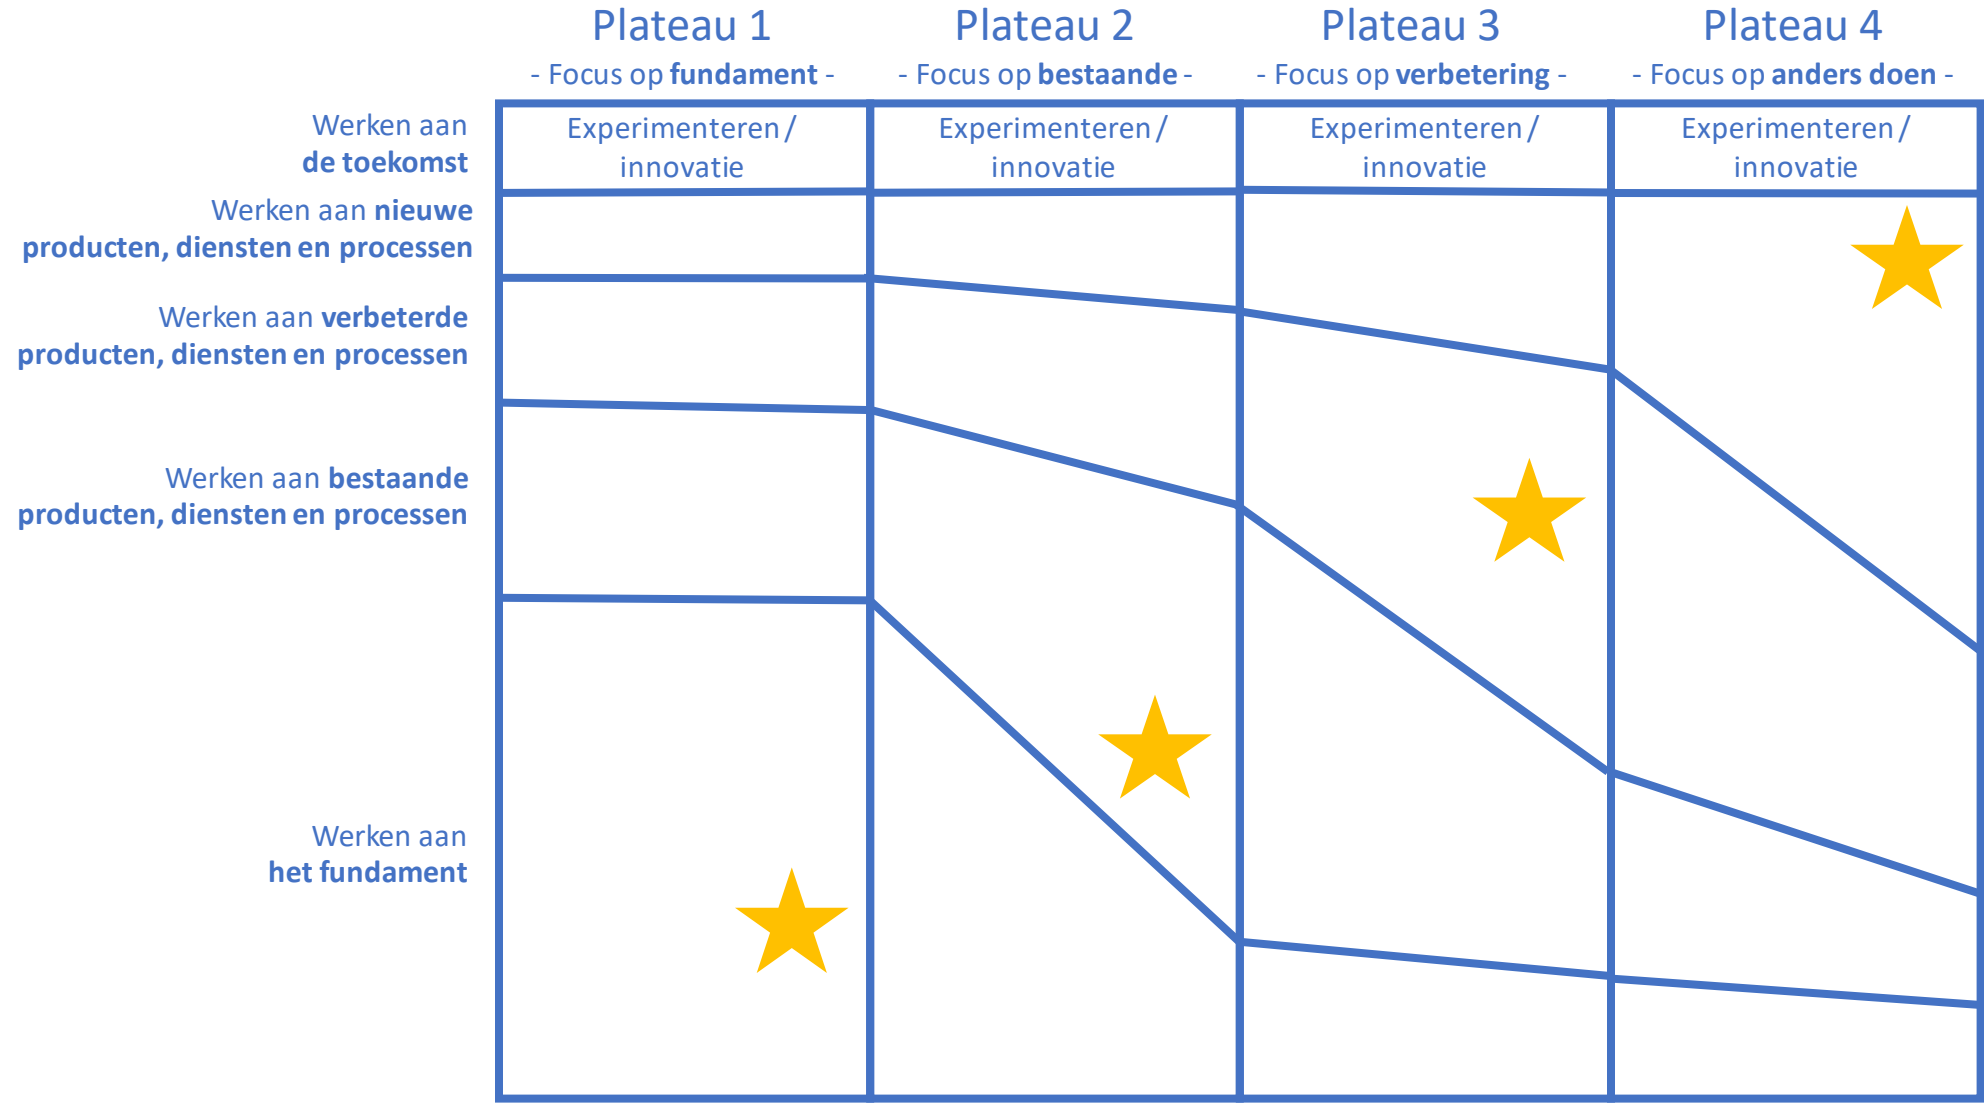 Plateau 1
Plateau 2
Plateau 3
Plateau 4
- Focus op fundament -
- Focus op bestaande -
- Focus op verbetering -
- Focus op anders doen -
Werken aan
de toekomst
Experimenteren /
innovatie
Experimenteren /
innovatie
Experimenteren /
innovatie
Experimenteren /
innovatie
Werken aan nieuwe
producten, diensten en processen
Werken aan verbeterde
producten, diensten en processen
Werken aan bestaande
producten, diensten en processen
Werken aan
het fundament